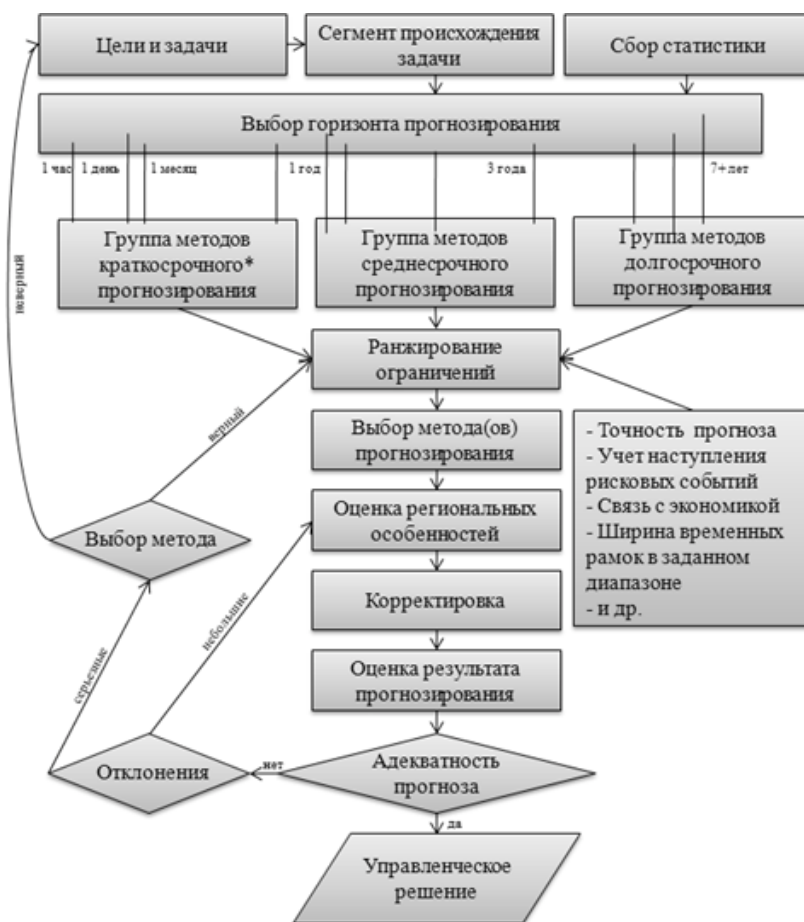 Цели и задачи
Сегмент происхождения
задачи
Сбор статистики
Выбор горизонта прогнозирования
1 час
1 день
1 месяц
1 год
3 года
7+ лет
Группа методов
краткосрочного*
прогнозирования
Группа методов
среднесрочного
прогнозирования
Группа методов
долгосрочного
прогнозирования
неверный
Ранжирование
ограничений
верный
Выбор метода(ов)
прогнозирования
- Точность прогноза
- Учет наступления
рисковых событий
- Связь с экономикой
- Ширина временных
рамок в заданном
диапазоне
- и др.
Оценка региональных
особенностей
Выбор метода
Корректировка
небольшие
серьезные
Оценка результата
прогнозирования
Адекватность
прогноза
нет
Отклонения
да
Управленческое
решение